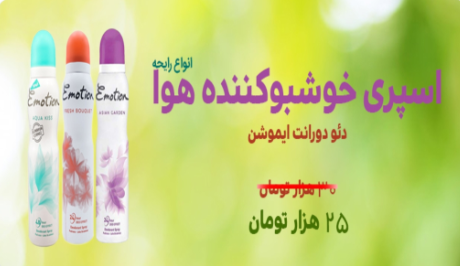 انواع رایحه
اسپری خوشبوکننده هوا
دئو دورانت ایموشن
۳۰ هزار تومان
۲۵ هزار تومان
Emotion
Emotion
Emotion